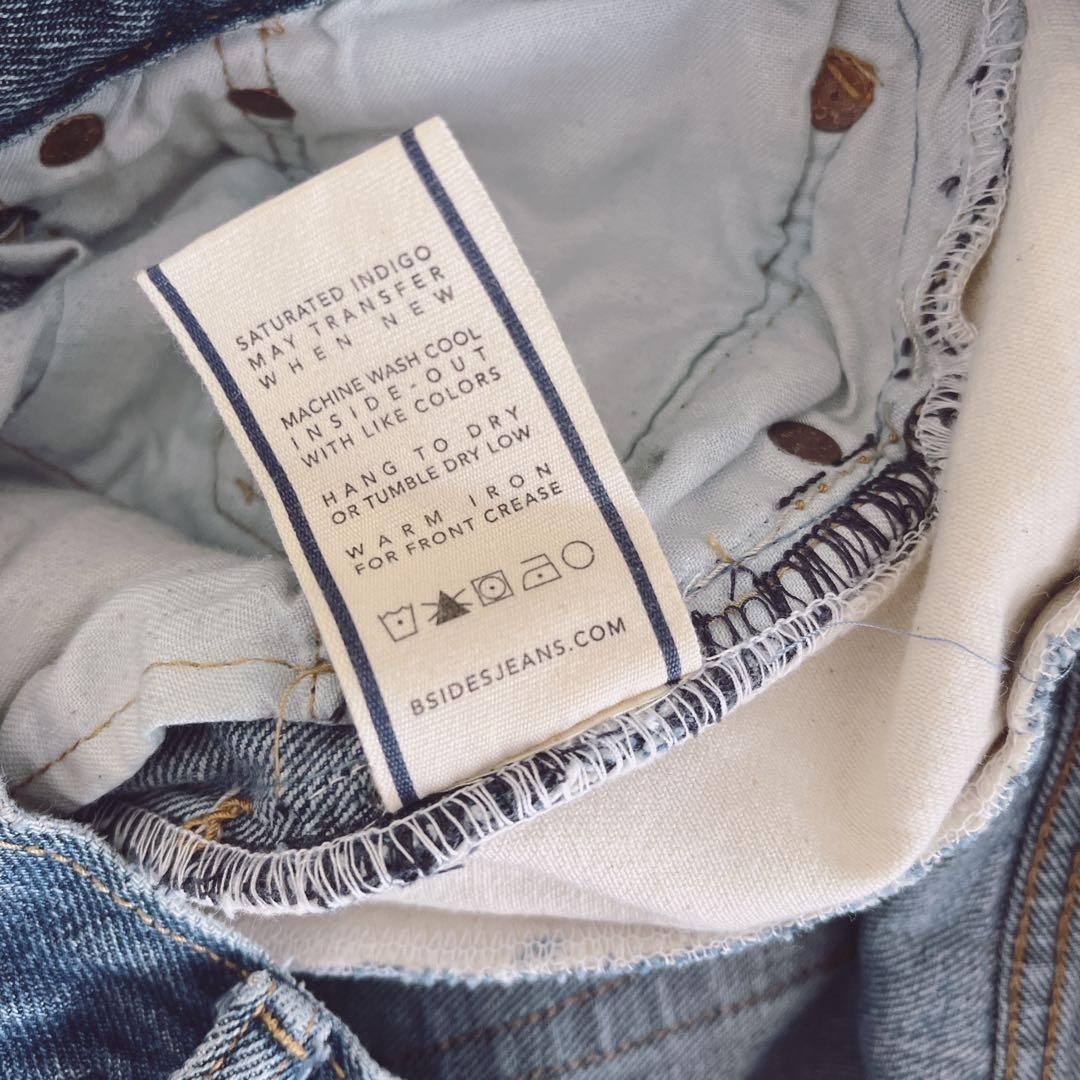 SATURATED INDIGO
MAY TRANSFER
WHEN NEW
MACHINE WASH COOL
INSIDE-OUT
WITH LIKE COLORS
HANG TO DRY
OR TUMBLE DRY LOW
WARM IRON
FOR FRONT CREASE
BSIDESJEANS.COM